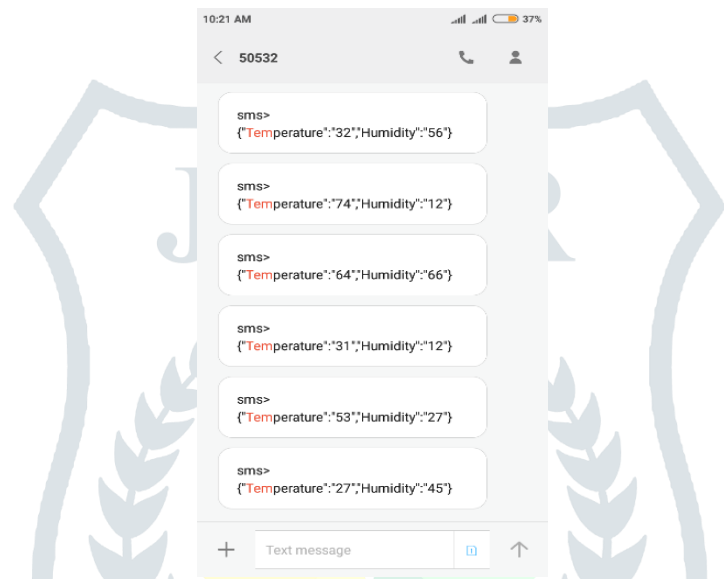 10:21 AM 37%
50532
sms>
{"Temperature":"32","Humidity":"56"}
sms>
{"Temperature":"74","Humidity":"12"}
sms>
{"Temperature":"64","Humidity":"66"}
sms>
{"Temperature":"31","Humidity":"12"}
sms>
{"Temperature":"53","Humidity":"27"}
sms>
{"Temperature":"27","Humidity":"45"}
Text message